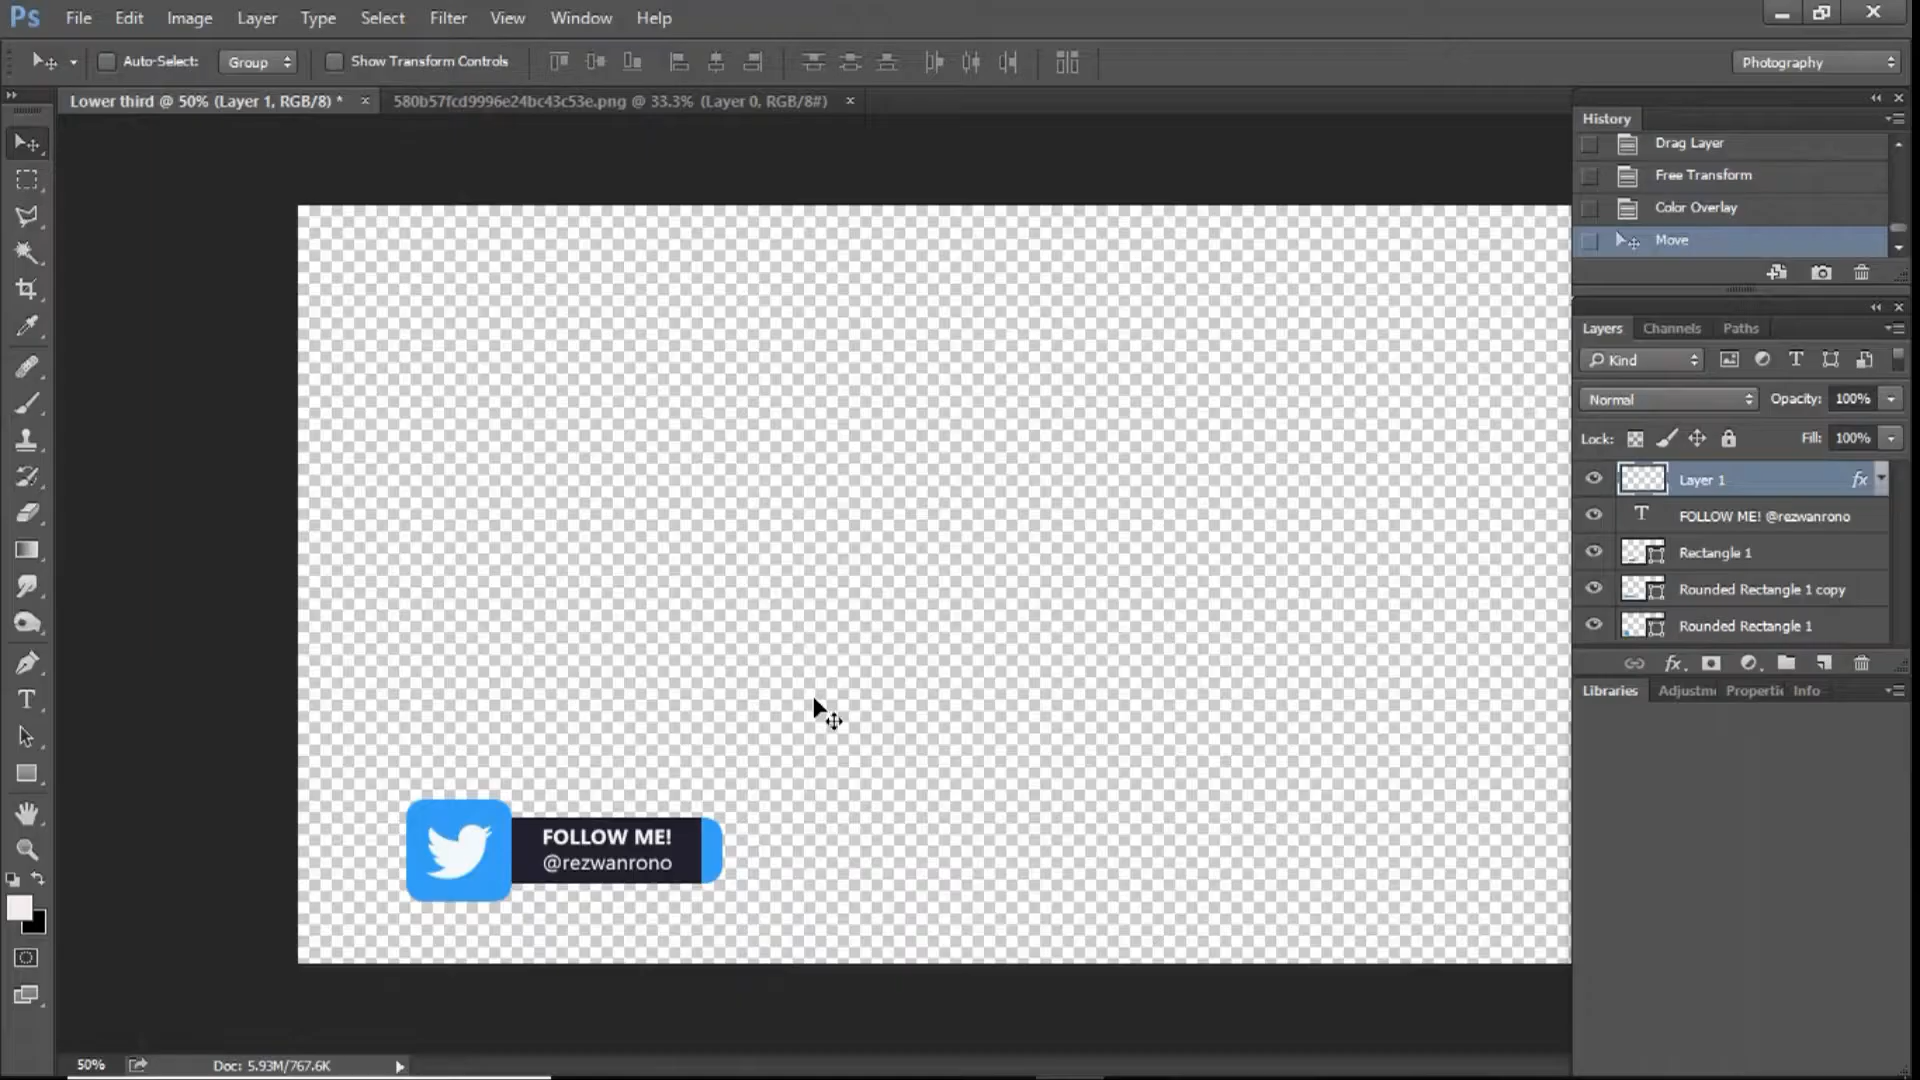 Ps File Edit Image Layer Type Select Filter View Window Help
Auto-Select: Group Show Transform Controls Photography
Lower third @ 50% (Layer 1, RGB/8) * × 580b57fcd9996e24bc43c53e.png @ 33.3% (Layer 0, RGB/8#) ×
History
Drag Layer
Free Transform
Color Overlay
Move
Layers Channels Paths
Kind
Normal Opacity: 100%
Lock: Fill: 100%
Layer 1 fx
T FOLLOW ME! @rezwanrono
Rectangle 1
Rounded Rectangle 1 copy
Rounded Rectangle 1
fx
Libraries Adjustm Properti Info
FOLLOW ME!
@rezwanrono
50% Doc: 5.93M/767.6K